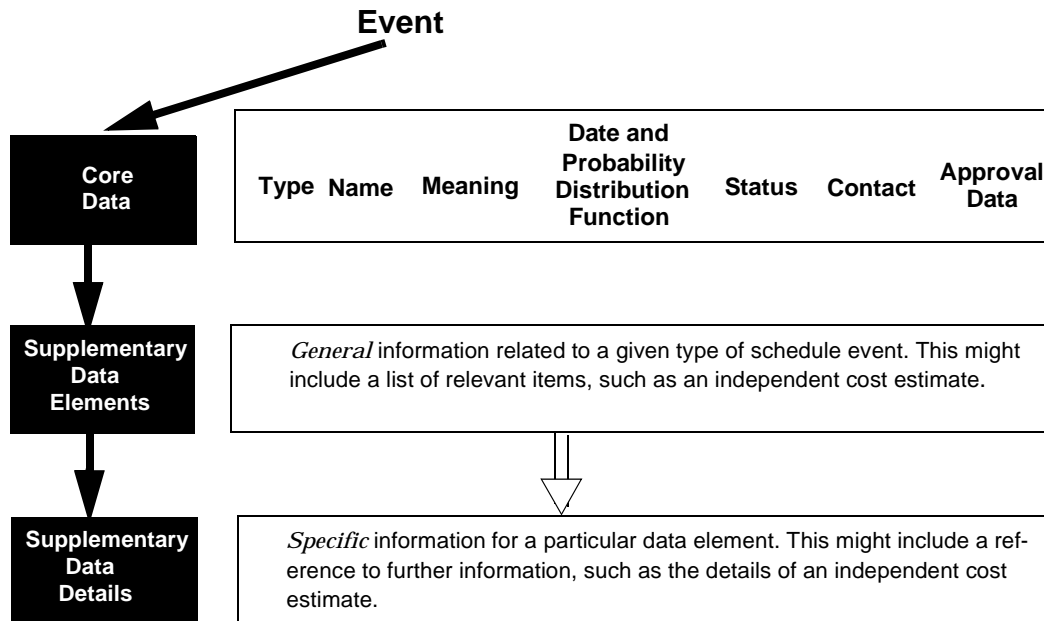 Event
Core
Data
Type Name Meaning Date and
Probability
Distribution
Function Status Contact Approval
Data
Supplementary
Data
Elements
General information related to a given type of schedule event. This might
include a list of relevant items, such as an independent cost estimate.
Supplementary
Data
Details
Specific information for a particular data element. This might include a ref-
erence to further information, such as the details of an independent cost
estimate.